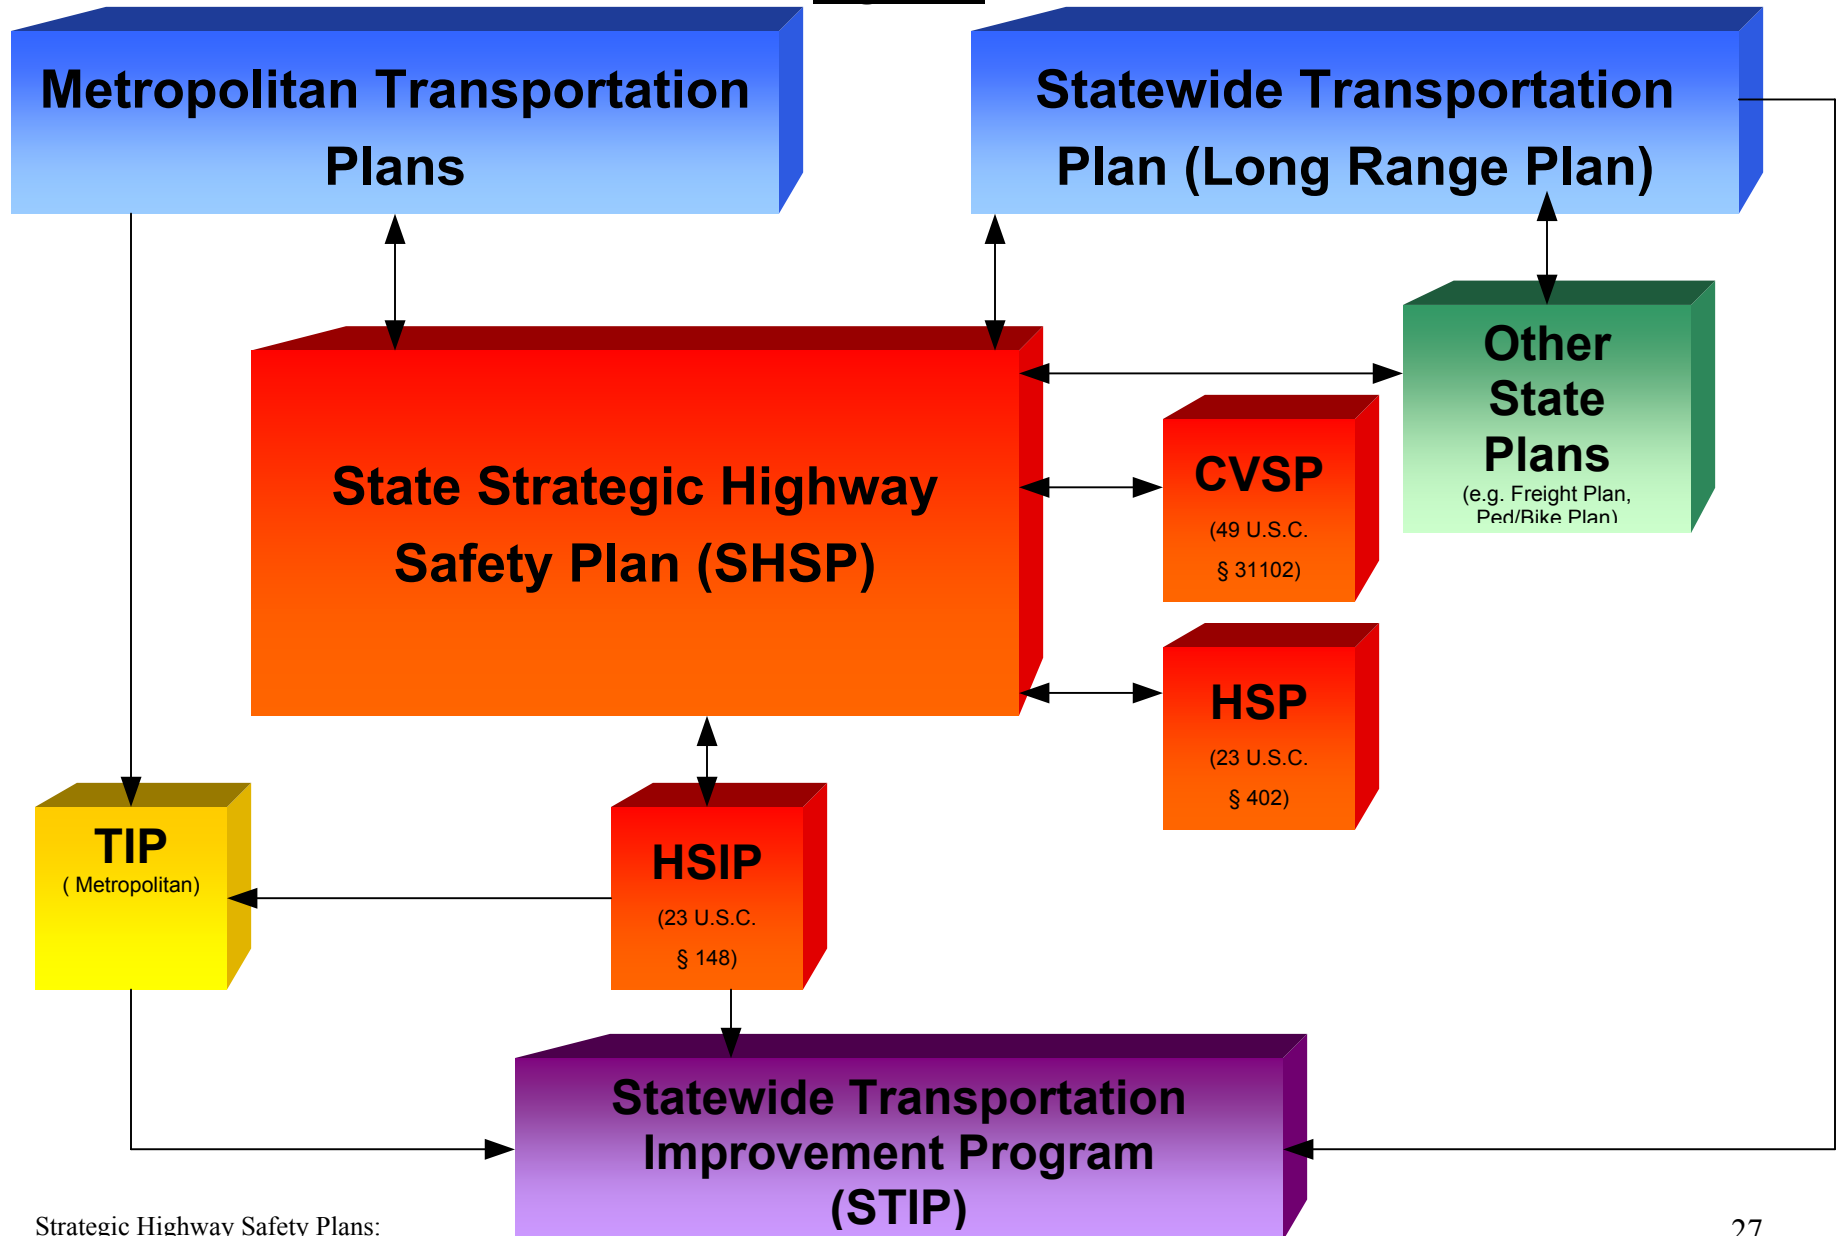 Metropolitan Transportation
Plans
Statewide Transportation
Plan (Long Range Plan)
Other
State
Plans
(e.g. Freight Plan,
Ped/Bike Plan)
State Strategic Highway
Safety Plan (SHSP)
CVSP
(49 U.S.C.
§ 31102)
HSP
(23 U.S.C.
§ 402)
TIP
( Metropolitan)
HSIP
(23 U.S.C.
§ 148)
Statewide Transportation
Improvement Program
(STIP)
Strategic Highway Safety Plans:
27